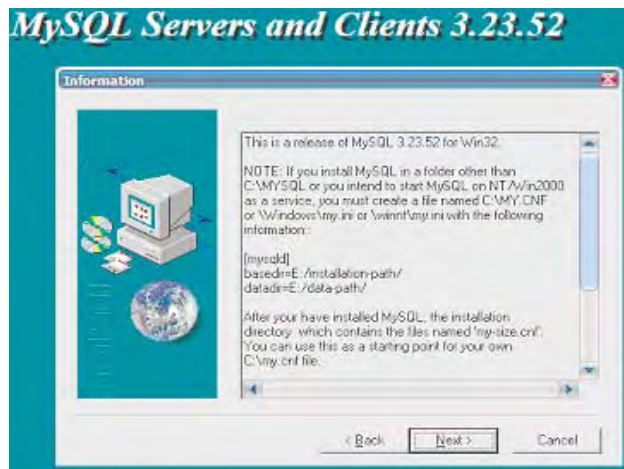 MySQL Servers and Clients 3.23.52
Information
This is a release of MySQL 3.23.52 for Win32.
NOTE: If you install MySQL in a folder other than
C:\MYSQL or you intend to start MySQL on NT/Win2000
as a service, you must create a file named C:\MY.CNF
or \Windows\my.ini or \winnt\my.ini with the following
information::
[mysqld]
basedir=E:/installation-path/
datadir=E:/data-path/
After your have installed MySQL, the installation
directory which contains the files named 'my-size.cnf'.
You can use this as a starting point for your own
C:\my.cnf file.
< Back
Next >
Cancel